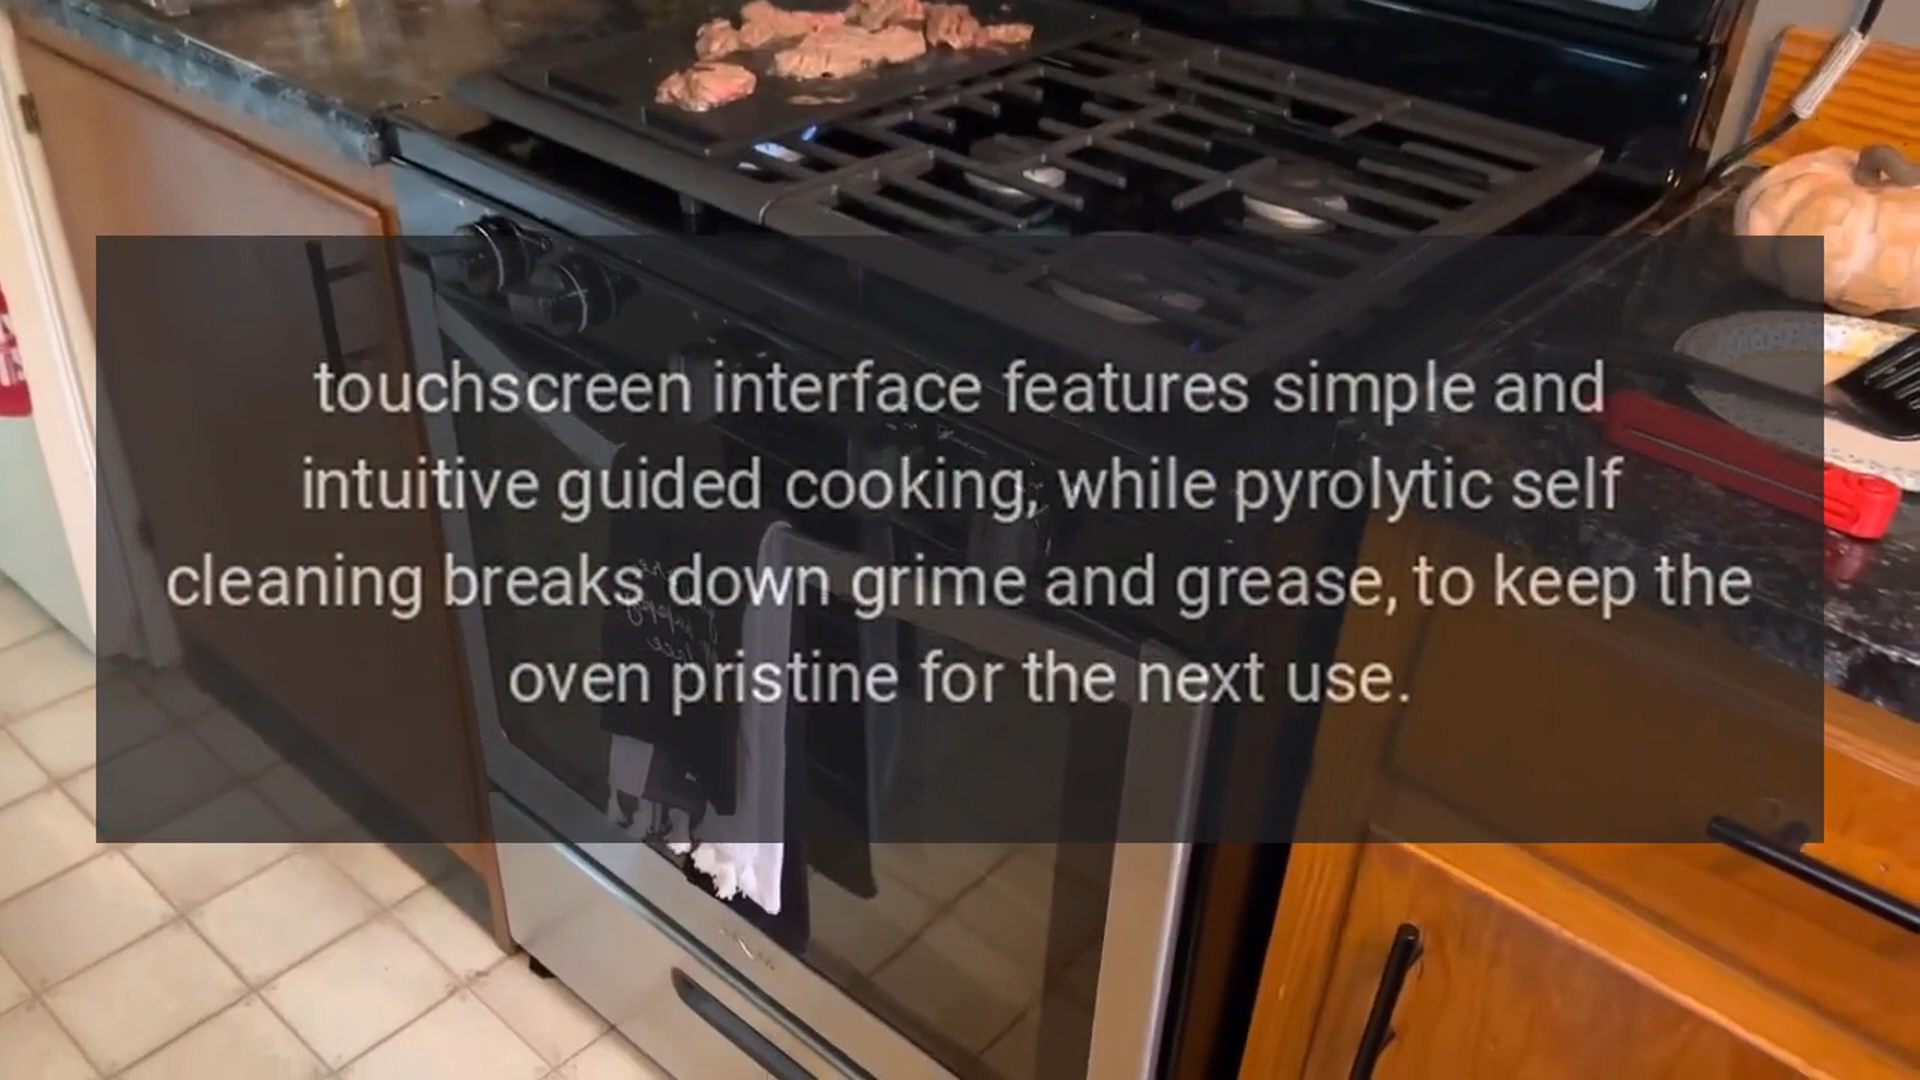 touchscreen interface features simple and
intuitive guided cooking, while pyrolytic self
cleaning breaks down grime and grease, to keep the
oven pristine for the next use.